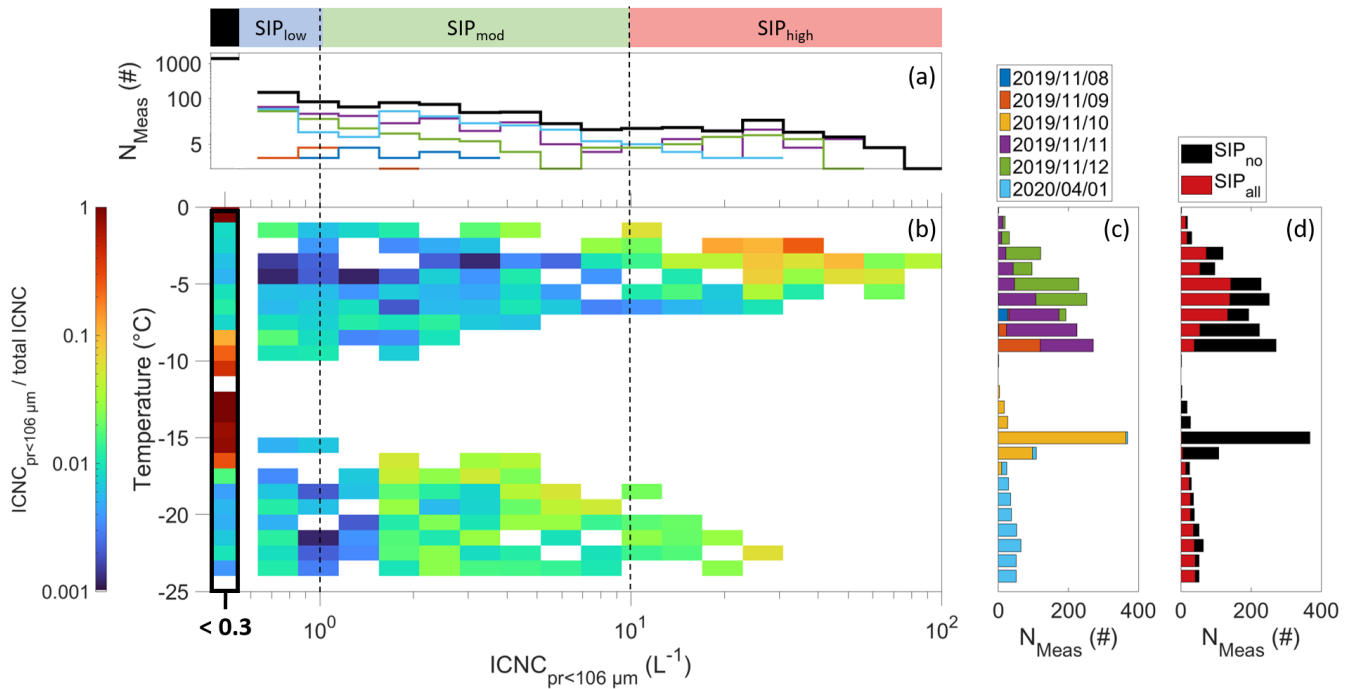 SIPlow SIPmod SIPhigh
(a)
1000
100
5
NMeas (#)
2019/11/08
2019/11/09
2019/11/10
2019/11/11
2019/11/12
2020/04/01
SIPno
SIPall
1
0.1
0.01
0.001
ICNCpr<106 µm / total ICNC
(b)
0
-5
-10
-15
-20
-25
Temperature (°C)
< 0.3
10^0 10^1 10^2
ICNCpr<106 µm (L^-1)
(c)
0 200 400
NMeas (#)
(d)
0 200 400
NMeas (#)